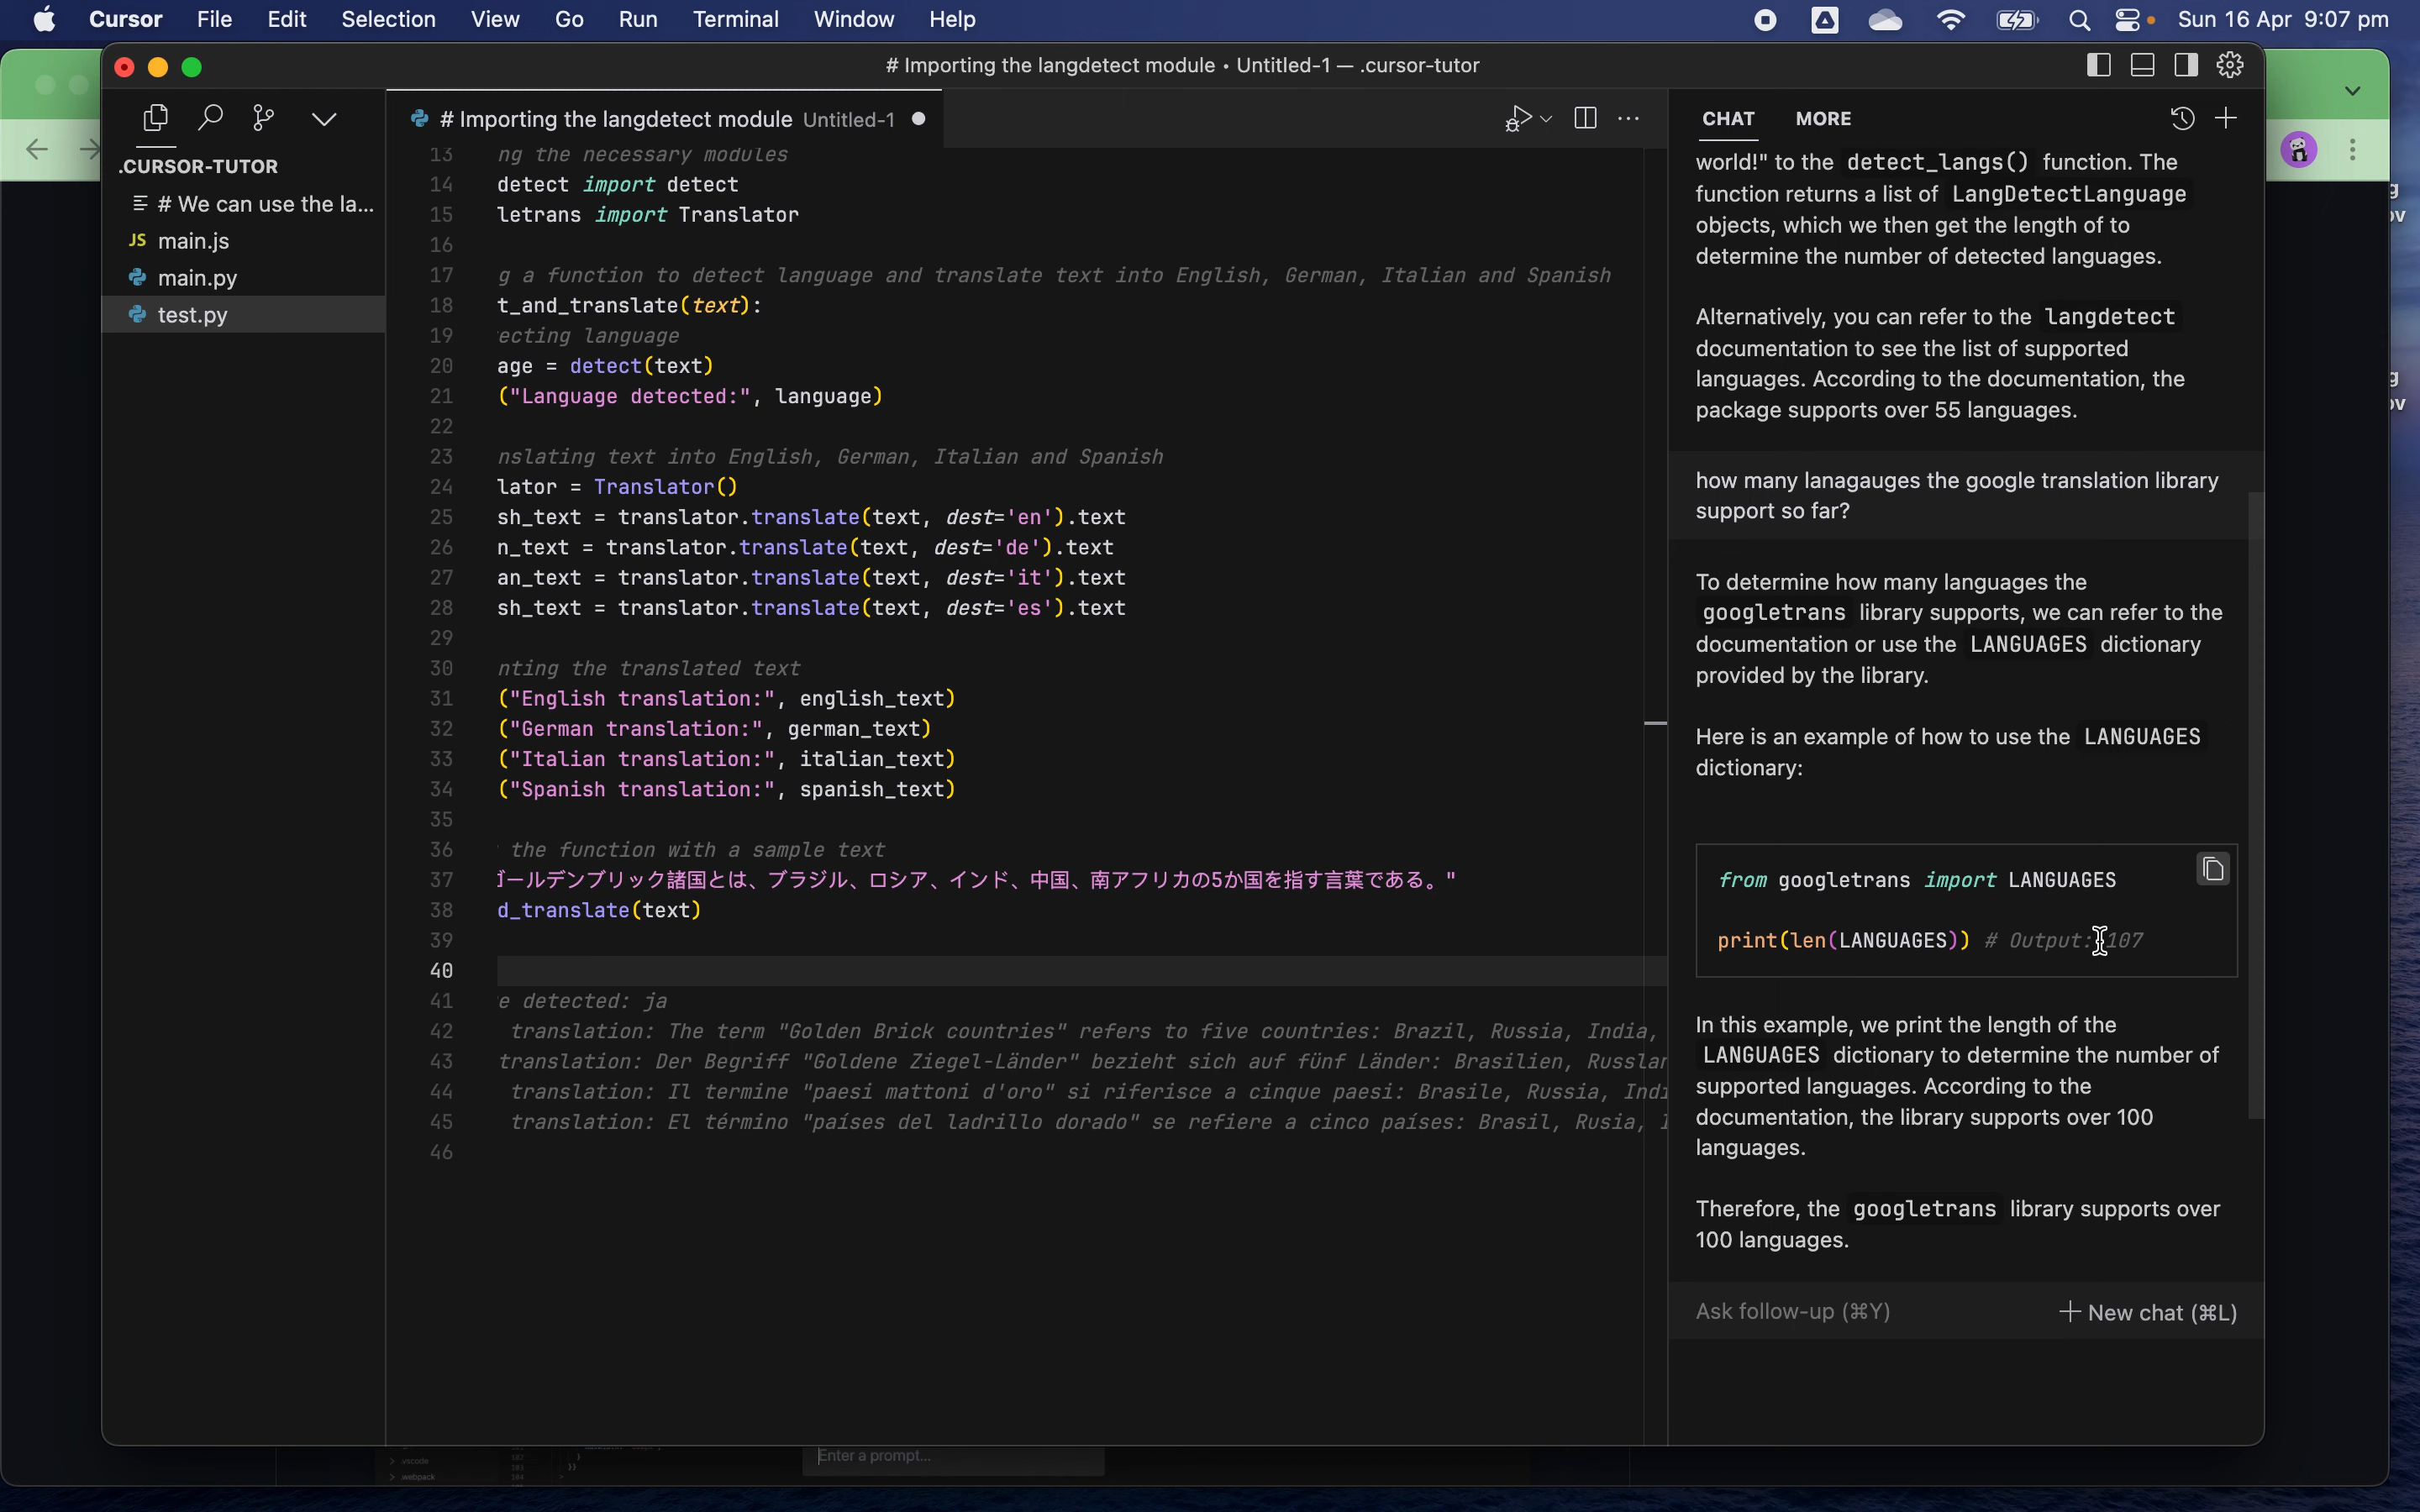 Cursor File Edit Selection View Go Run Terminal Window Help Sun 16 Apr 9:07 pm
# Importing the langdetect module • Untitled-1 — .cursor-tutor
# Importing the langdetect module Untitled-1
CHAT MORE
.CURSOR-TUTOR
# We can use the la...
JS main.js
main.py
test.py
13 ng the necessary modules
14 detect import detect
15 letrans import Translator
16
17 g a function to detect language and translate text into English, German, Italian and Spanish
18 t_and_translate(text):
19 ecting language
20 age = detect(text)
21 ("Language detected:", language)
22
23 nslating text into English, German, Italian and Spanish
24 lator = Translator()
25 sh_text = translator.translate(text, dest='en').text
26 n_text = translator.translate(text, dest='de').text
27 an_text = translator.translate(text, dest='it').text
28 sh_text = translator.translate(text, dest='es').text
29
30 nting the translated text
31 ("English translation:", english_text)
32 ("German translation:", german_text)
33 ("Italian translation:", italian_text)
34 ("Spanish translation:", spanish_text)
35
36 the function with a sample text
37 ゴールデンブリック諸国とは、ブラジル、ロシア、インド、中国、南アフリカの5か国を指す言葉である。"
38 d_translate(text)
39
40
41 e detected: ja
42 translation: The term "Golden Brick countries" refers to five countries: Brazil, Russia, India,
43 translation: Der Begriff "Goldene Ziegel-Länder" bezieht sich auf fünf Länder: Brasilien, Russlan
44 translation: Il termine "paesi mattoni d'oro" si riferisce a cinque paesi: Brasile, Russia, Indi
45 translation: El término "países del ladrillo dorado" se refiere a cinco países: Brasil, Rusia, I
46
world!" to the detect_langs() function. The
function returns a list of LangDetectLanguage
objects, which we then get the length of to
determine the number of detected languages.
Alternatively, you can refer to the langdetect
documentation to see the list of supported
languages. According to the documentation, the
package supports over 55 languages.
how many lanagauges the google translation library
support so far?
To determine how many languages the
googletrans library supports, we can refer to the
documentation or use the LANGUAGES dictionary
provided by the library.
Here is an example of how to use the LANGUAGES
dictionary:
from googletrans import LANGUAGES
print(len(LANGUAGES)) # Output: 107
In this example, we print the length of the
LANGUAGES dictionary to determine the number of
supported languages. According to the
documentation, the library supports over 100
languages.
Therefore, the googletrans library supports over
100 languages.
Ask follow-up (⌘Y) + New chat (⌘L)
.vscode
.webpack
Enter a prompt...